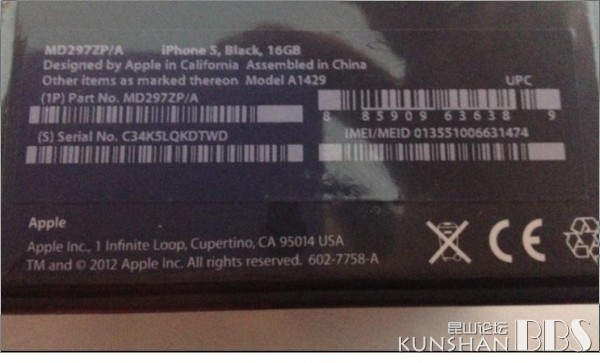 MD297ZP/A iPhone 5, Black, 16GB
Designed by Apple in California Assembled in China
Other items as marked thereon Model A1429
UPC
(1P) Part No. MD297ZP/A
8 85909 63638 9
(S) Serial No. C34K5LQKDTWD
IMEI/MEID 013551006631474
Apple
Apple Inc., 1 Infinite Loop, Cupertino, CA 95014 USA
TM and © 2012 Apple Inc. All rights reserved. 602-7758-A
CE
昆山论坛
KUNSHAN BBS